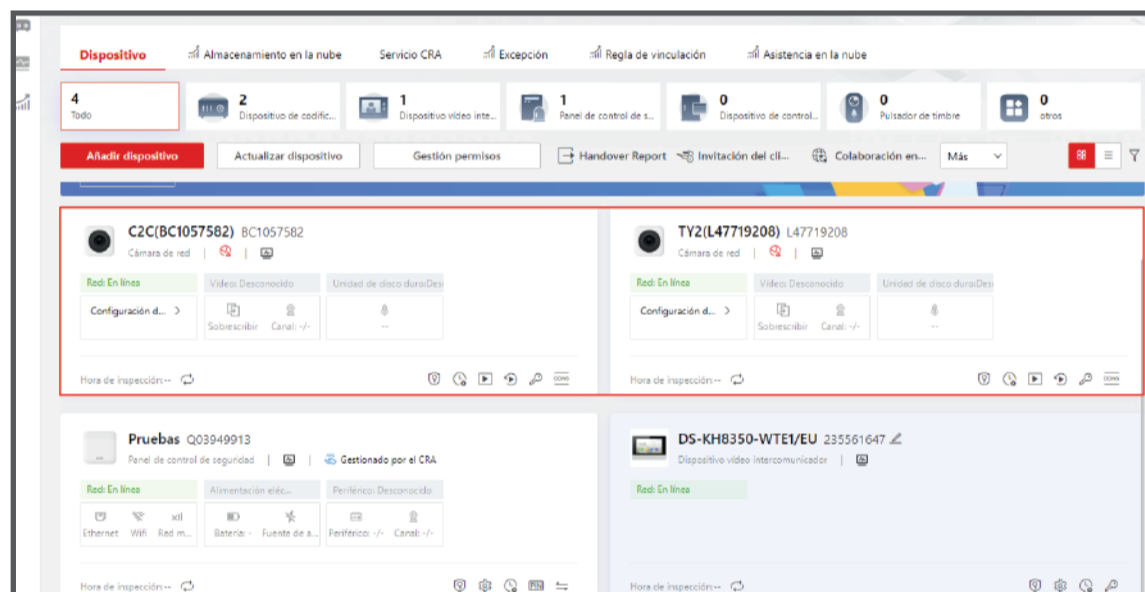 Dispositivo Almacenamiento en la nube Servicio CRA Excepción Regla de vinculación Asistencia en la nube
4 2 1 1 0 0 0
Todo Dispositivo de codific... Dispositivo vídeo inte... Panel de control de s... Dispositivo de control... Pulsador de timbre otros
Añadir dispositivo Actualizar dispositivo Gestión permisos Handover Report Invitación del cli... Colaboración en... Más
C2C(BC1057582) BC1057582
Cámara de red
Red: En línea Vídeo: Desconocido Unidad de disco duro:Des
Configuración d...
Sobrescribir Canal: -/- --
Hora de inspección:--
TY2(L47719208) L47719208
Cámara de red
Red: En línea Vídeo: Desconocido Unidad de disco duro:Des
Configuración d...
Sobrescribir Canal: -/- --
Hora de inspección:--
Pruebas Q03949913
Panel de control de seguridad Gestionado por el CRA
Red: En línea Alimentación eléc... Periférico: Desconocido
Ethernet Wifi Red m... Batería: - Fuente de a... Periférico: -/- Canal: -/-
Hora de inspección:--
PIN
DS-KH8350-WTE1/EU 235561647
Dispositivo vídeo intercomunicador
Red: En línea
Hora de inspección:--